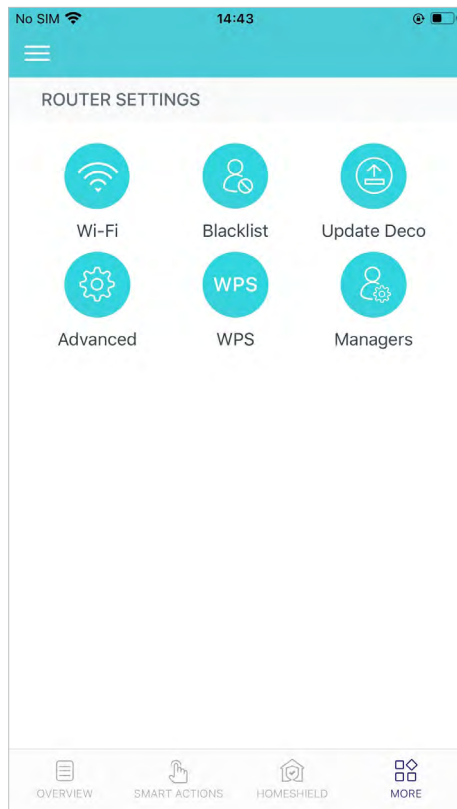 No SIM 14:43
ROUTER SETTINGS
Wi-Fi Blacklist Update Deco
WPS
Advanced WPS Managers
OVERVIEW SMART ACTIONS HOMESHIELD MORE